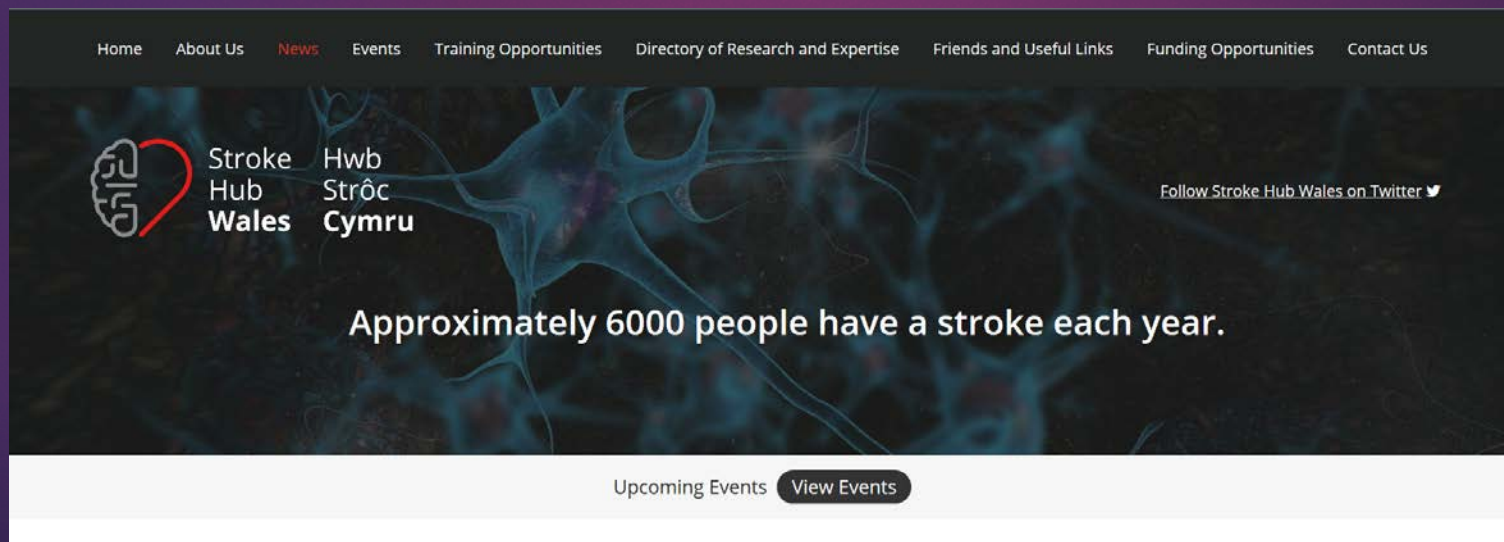 Home About Us News Events Training Opportunities Directory of Research and Expertise Friends and Useful Links Funding Opportunities Contact Us
Stroke Hwb
Hub Strôc
Wales Cymru
Follow Stroke Hub Wales on Twitter
Approximately 6000 people have a stroke each year.
Upcoming Events View Events